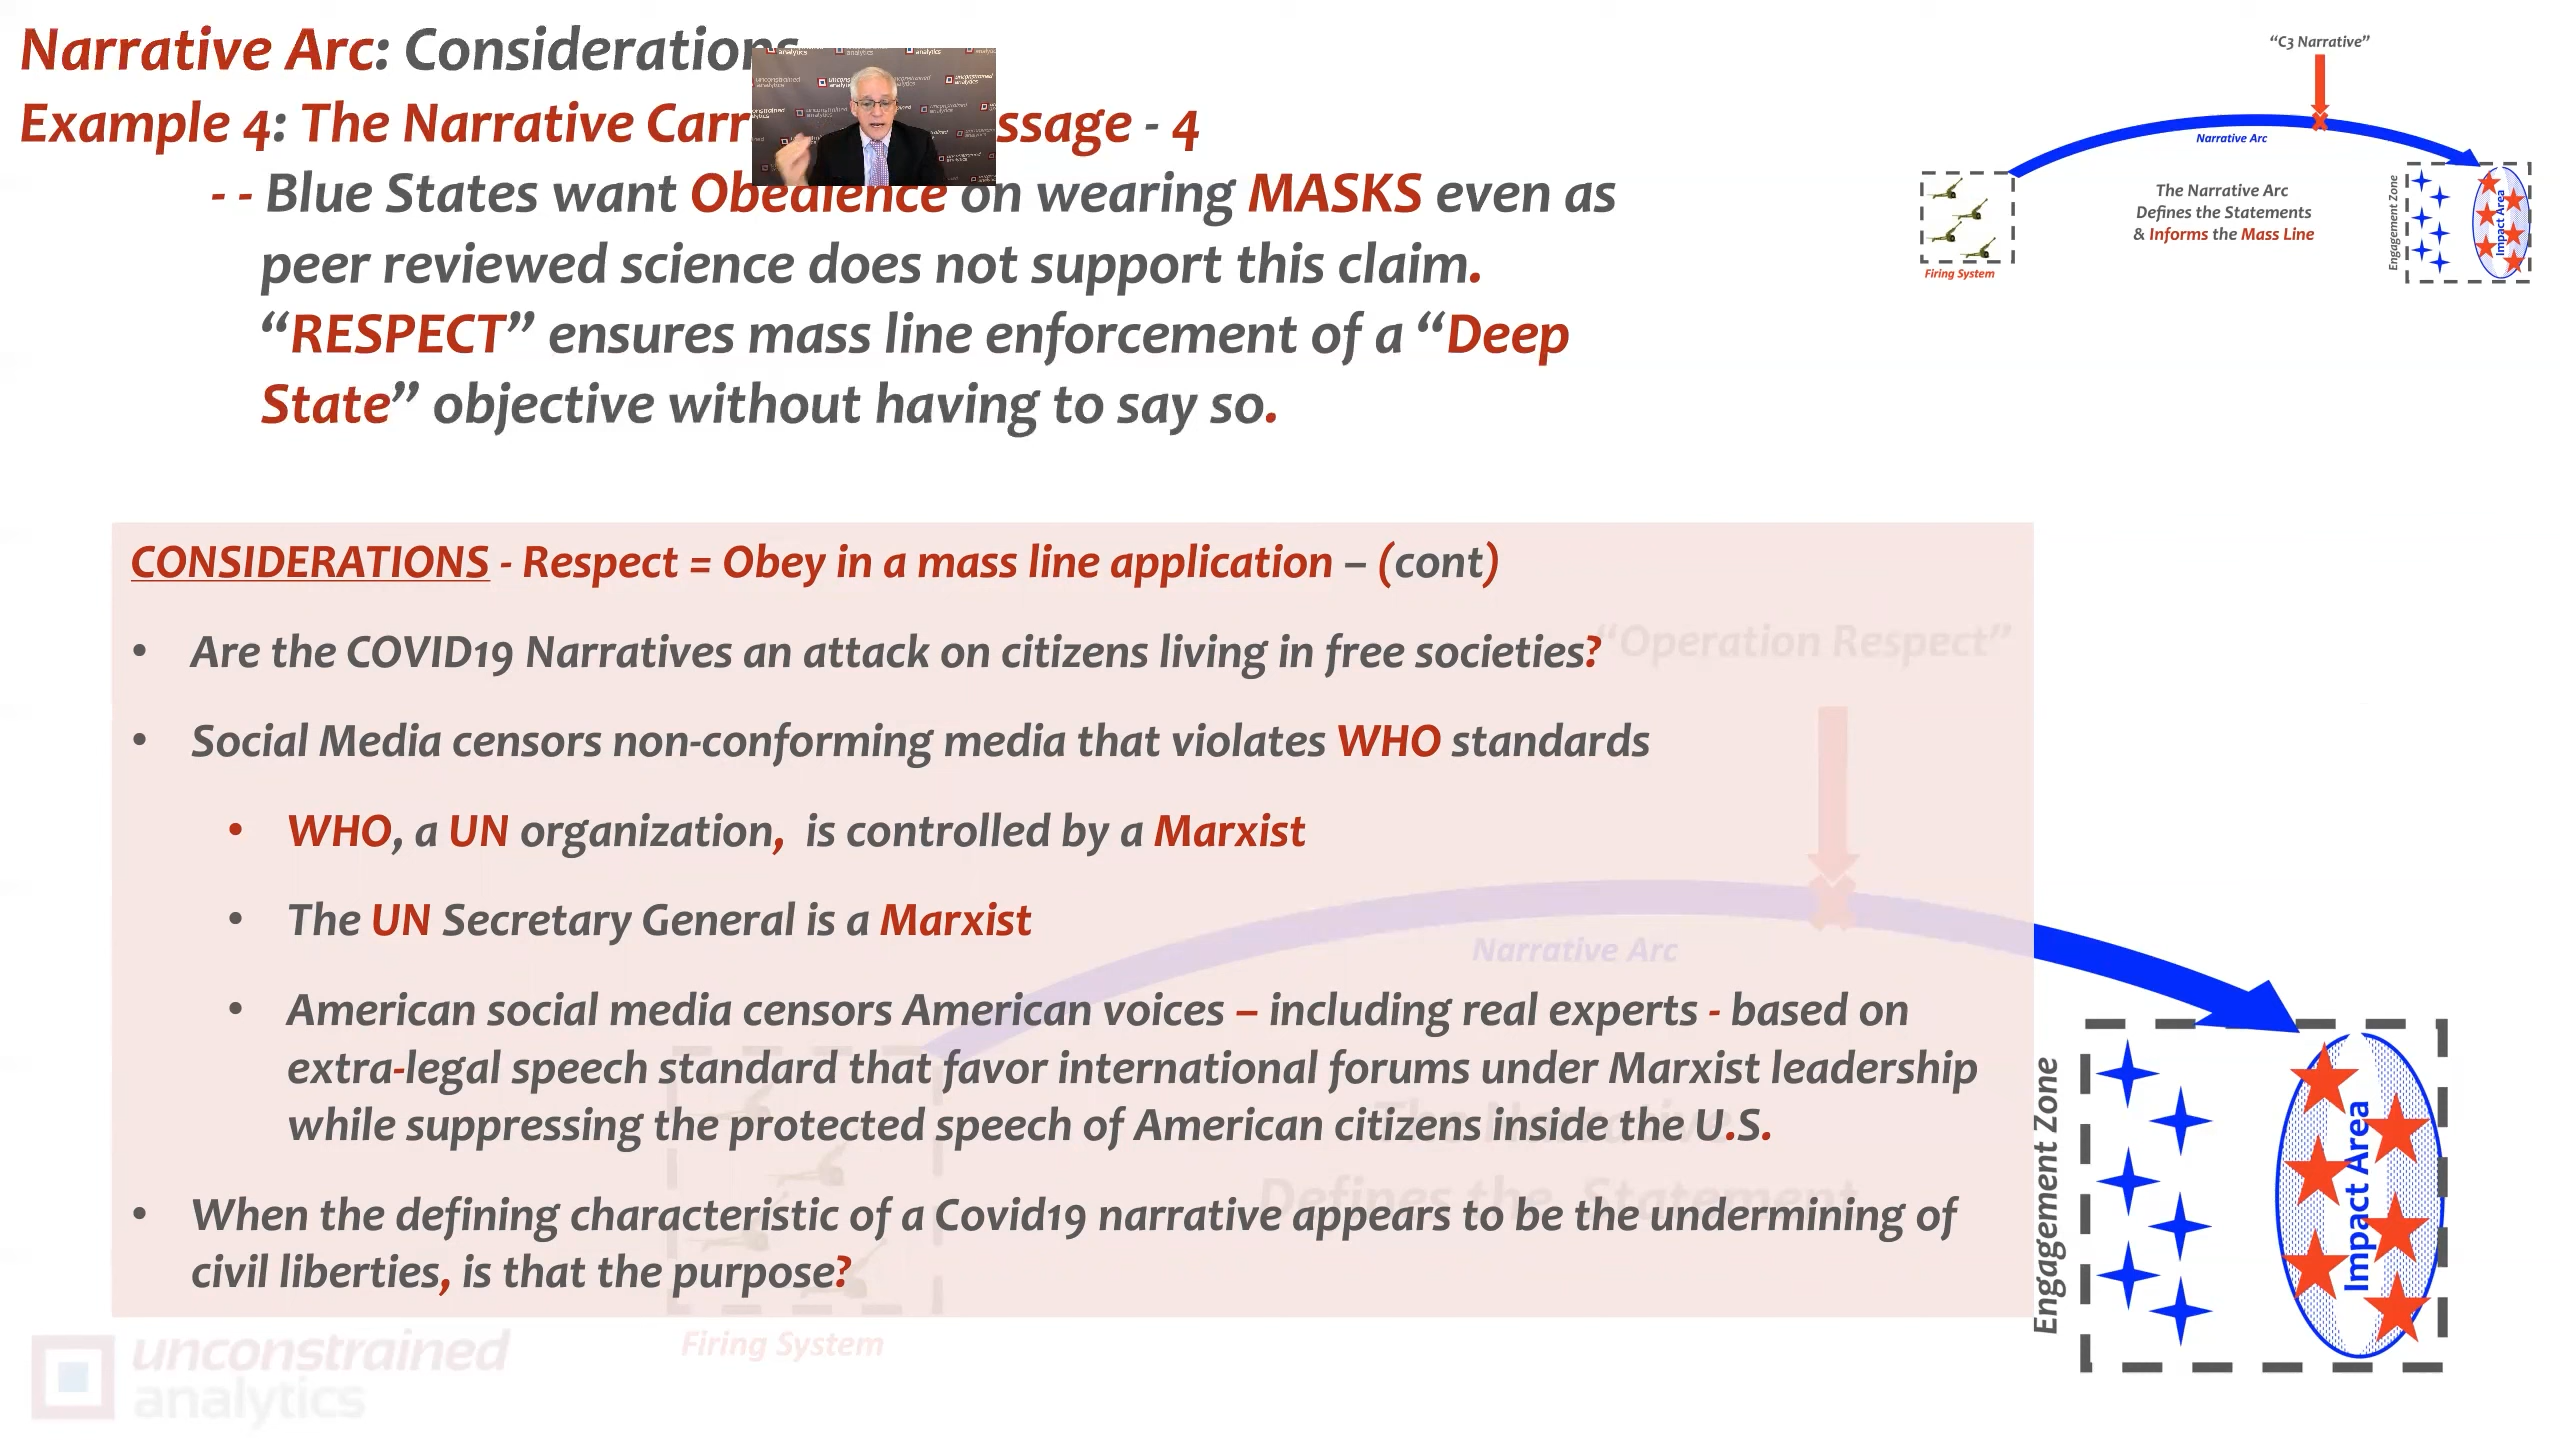 Narrative Arc: Considerations
Example 4: The Narrative Carr ssage - 4
- - Blue States want Obedience on wearing MASKS even as
peer reviewed science does not support this claim.
“RESPECT” ensures mass line enforcement of a “Deep
State” objective without having to say so.
“C3 Narrative”
Narrative Arc
The Narrative Arc
Defines the Statements
& Informs the Mass Line
Firing System
Engagement Zone
Impact Area
CONSIDERATIONS - Respect = Obey in a mass line application – (cont)
• Are the COVID19 Narratives an attack on citizens living in free societies?
“Operation Respect”
• Social Media censors non-conforming media that violates WHO standards
• WHO, a UN organization, is controlled by a Marxist
• The UN Secretary General is a Marxist
Narrative Arc
• American social media censors American voices – including real experts - based on
extra-legal speech standard that favor international forums under Marxist leadership
while suppressing the protected speech of American citizens inside the U.S.
The Narrative
Defines the Statement
• When the defining characteristic of a Covid19 narrative appears to be the undermining of
civil liberties, is that the purpose?
Firing System
Engagement Zone
Impact Area
unconstrained
analytics